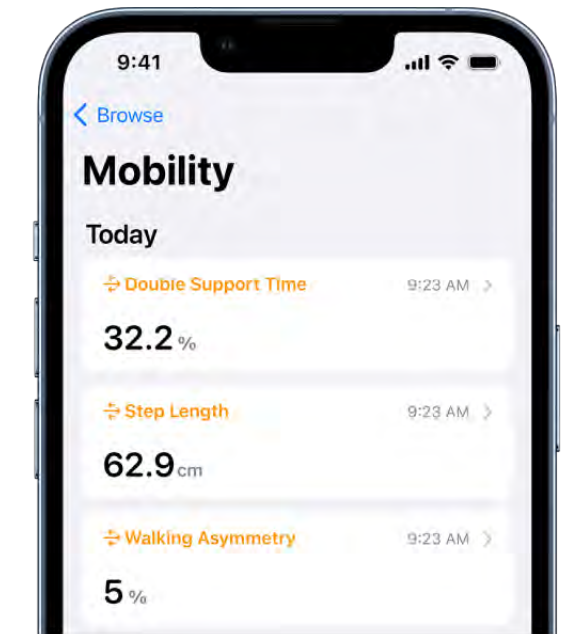 9:41
Browse
Mobility
Today
Double Support Time 9:23 AM
32.2 %
Step Length 9:23 AM
62.9 cm
Walking Asymmetry 9:23 AM
5 %